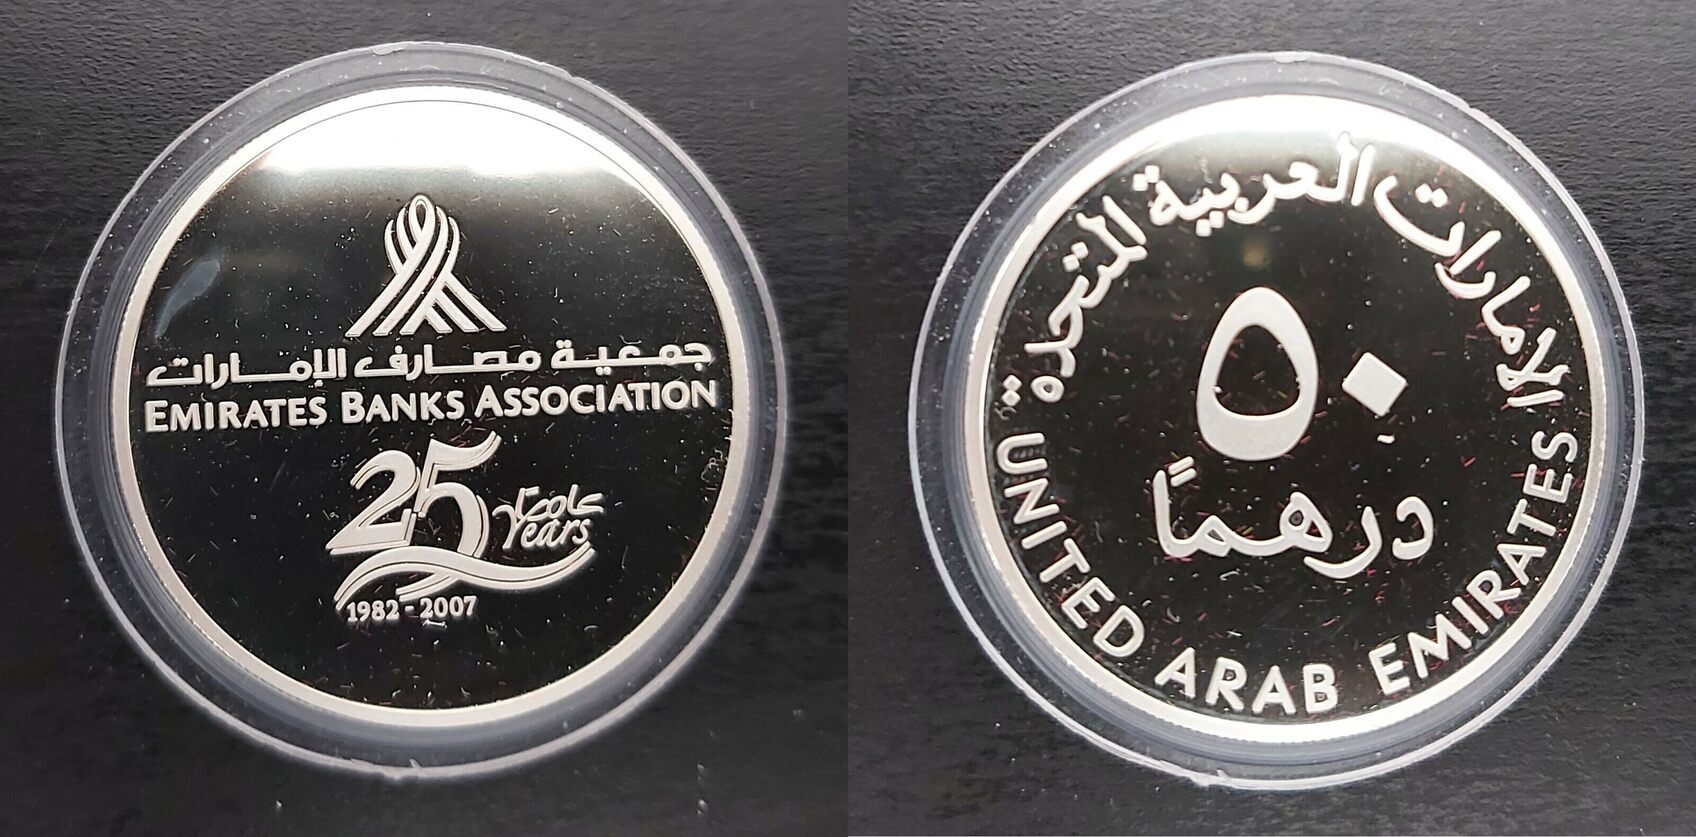 جمعية مصارف الإمارات
EMIRATES BANKS ASSOCIATION
25 عاماً
Years
1982 - 2007
الإمارات العربية المتحدة
٥٠
درهماً
UNITED ARAB EMIRATES